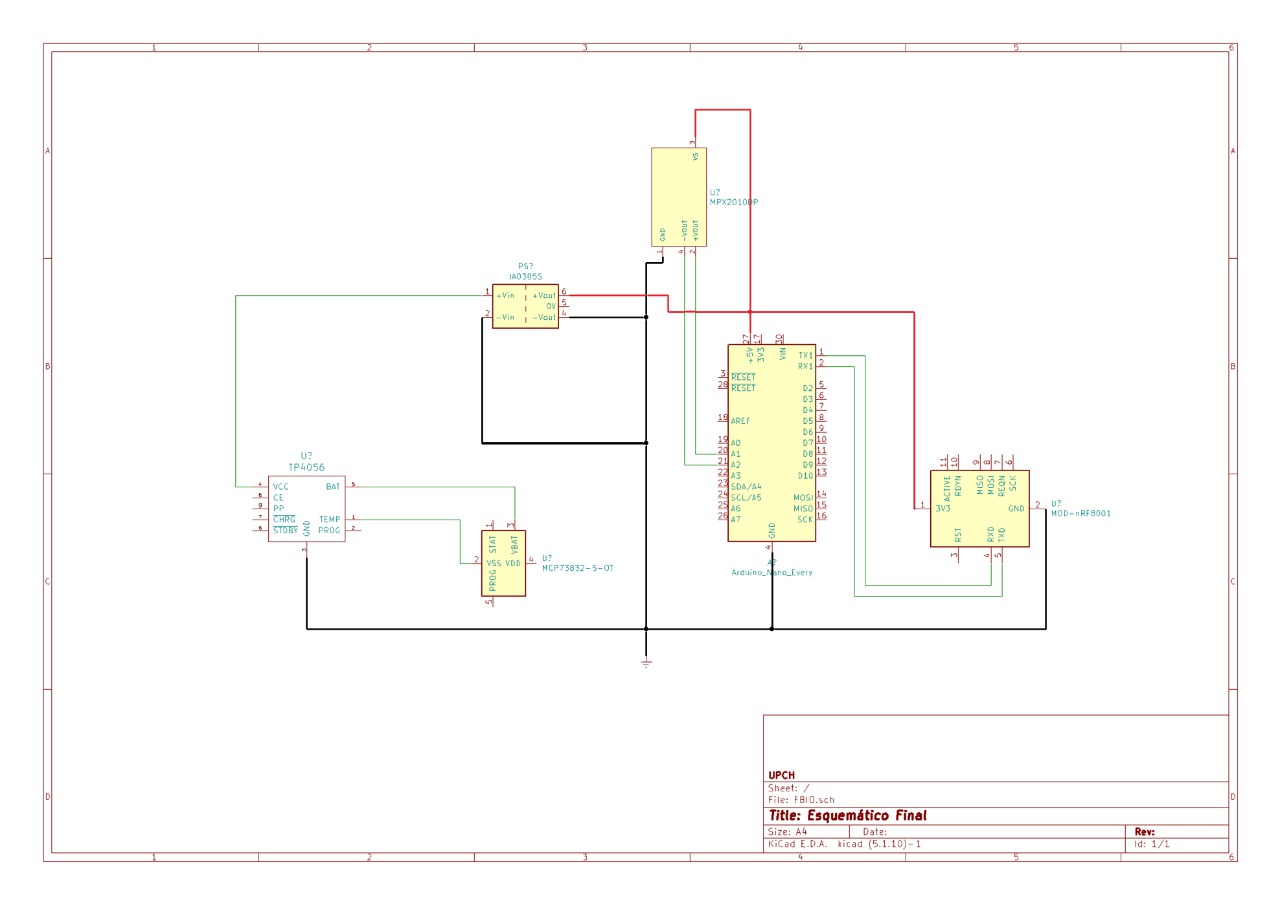 1 2 3 4 5 6
A
B
C
D
A
B
C
D
1 2 3 4 5 6
3
VS
U?
MPX2010DP
GND
-VOUT
+VOUT
1 4 2
PS?
IA0305S
1 +Vin +Vout 6
0V 5
2 -Vin -Vout 4
27 17 30
+5V
3V3
VIN
TX1 1
RX1 2
3 RESET
28 RESET
D2 5
D3 6
D4 7
18 AREF D5 8
D6 9
19 A0 D7 10
20 A1 D8 11
21 A2 D9 12
22 A3 D10 13
23 SDA/A4
24 SCL/A5 MOSI 14
25 A6 MISO 15
26 A7 SCK 16
GND
4
Arduino_Nano_Every
U?
TP4056
4 VCC BAT 5
8 CE
9 PP
7 CHRG TEMP 1
6 STDBY PROG 2
GND
3
1 3
STAT
VBAT
2 VSS VDD 4
PROG
5
U?
MCP73832-5-OT
11 10 9 8 7 6
ACTIVE
RDYN
MISO
MOSI
REQN
SCK
1 3V3 GND 2
RST
RXD
TXD
3 4 5
U?
MOD-nRF8001
UPCH
Sheet: /
File: FBIO.sch
Title: Esquemático Final
Size: A4 Date: Rev:
KiCad E.D.A. kicad (5.1.10)-1 Id: 1/1